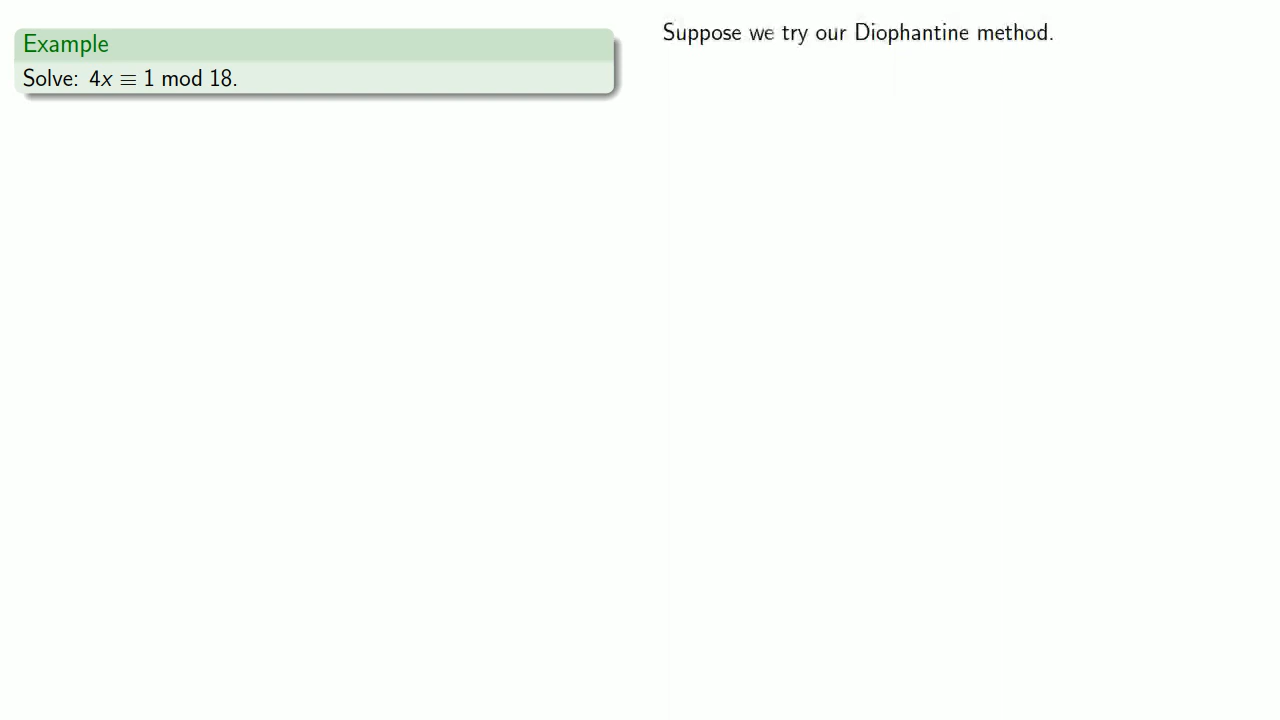 Example
Solve: 4x ≡ 1 mod 18.
Suppose we try our Diophantine method.